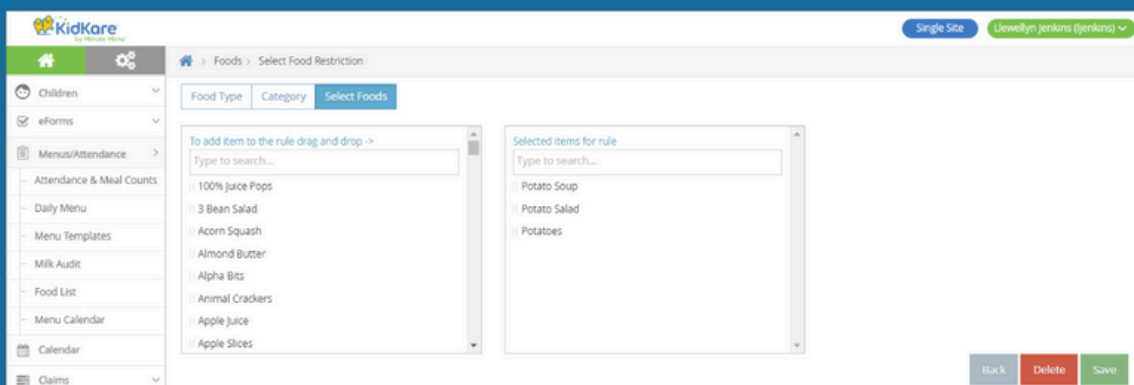 KidKare
by Minute Menu
Single Site
Llewellyn Jenkins (ljenkins)
Foods > Select Food Restriction
Children
eForms
Menus/Attendance
Attendance & Meal Counts
Daily Menu
Menu Templates
Milk Audit
Food List
Menu Calendar
Calendar
Claims
Food Type
Category
Select Foods
To add item to the rule drag and drop ->
Type to search...
100% Juice Pops
3 Bean Salad
Acorn Squash
Almond Butter
Alpha Bits
Animal Crackers
Apple Juice
Apple Slices
Selected items for rule
Type to search...
Potato Soup
Potato Salad
Potatoes
Back
Delete
Save